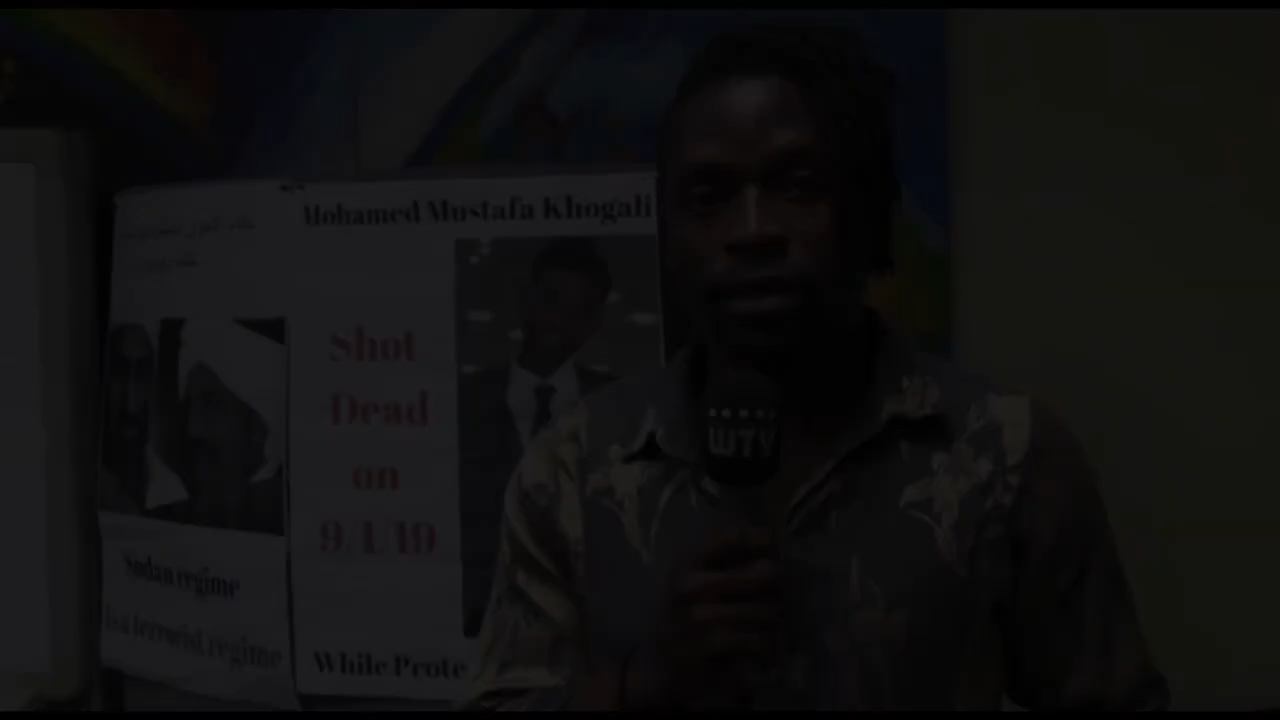 Mohamed Mustafa Khogali
Shot
Dead
on
9/1/19
While Prote
Sudan regime
Is a terrorist regime
WTV